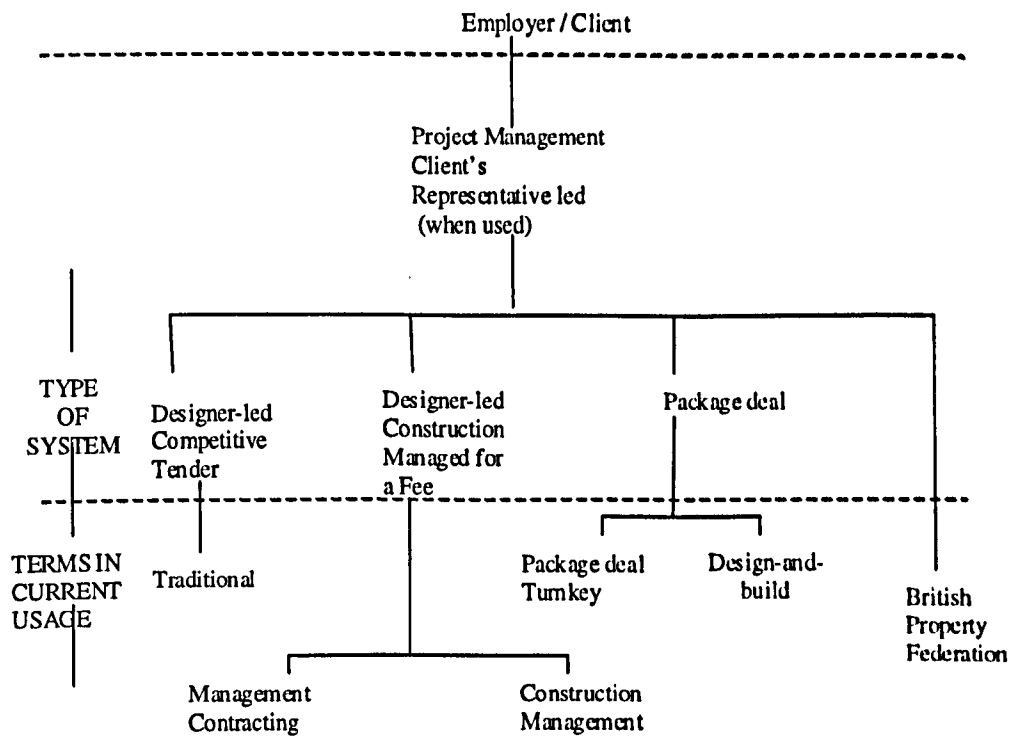 Employer / Client
Project Management
Client's
Representative led
(when used)
TYPE
OF
SYSTEM
Designer-led
Competitive
Tender
Designer-led
Construction
Managed for
a Fee
Package deal
TERMS IN
CURRENT
USAGE
Traditional
Package deal
Turnkey
Design-and-
build
British
Property
Federation
Management
Contracting
Construction
Management